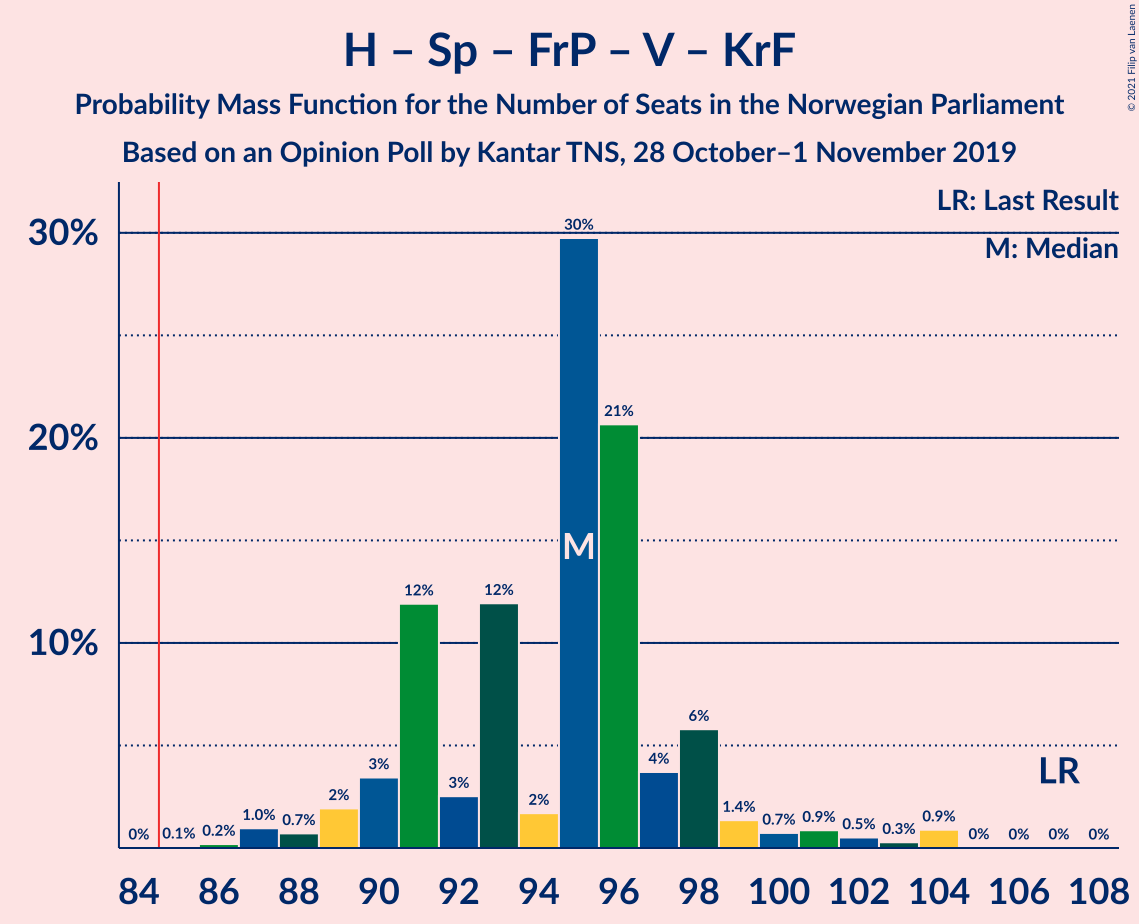 H – Sp – FrP – V – KrF
Probability Mass Function for the Number of Seats in the Norwegian Parliament
Based on an Opinion Poll by Kantar TNS, 28 October–1 November 2019
© 2021 Filip van Laenen
LR: Last Result
M: Median
30%
20%
10%
0% 0.1% 0.2% 1.0% 0.7% 2% 3% 12% 3% 12% 2% 30% 21% 4% 6% 1.4% 0.7% 0.9% 0.5% 0.3% 0.9% 0% 0% 0% 0%
M
LR
84 86 88 90 92 94 96 98 100 102 104 106 108